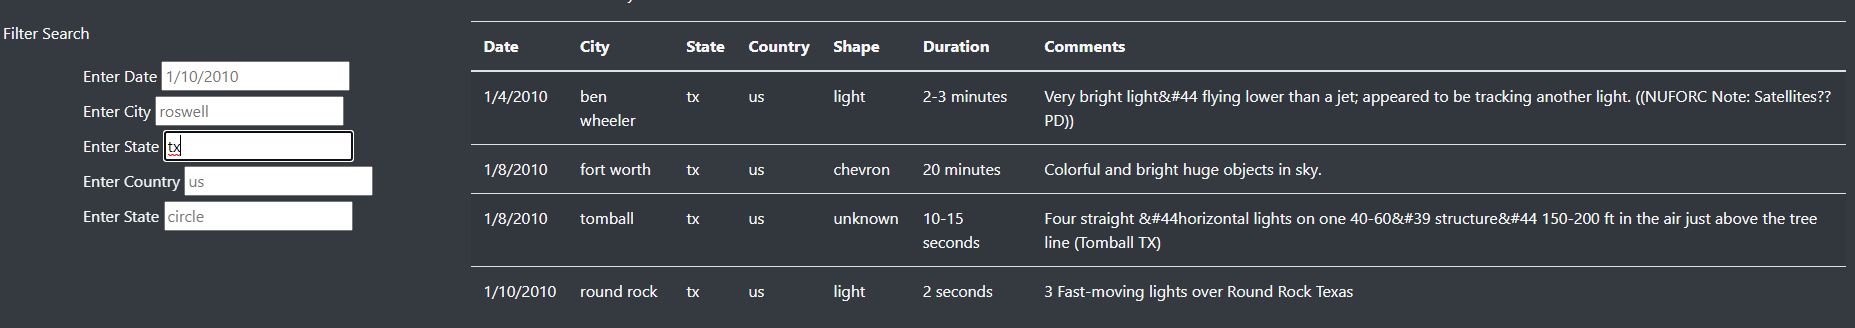 Filter Search
Enter Date 1/10/2010
Enter City roswell
Enter State tx
Enter Country us
Enter State circle
Date City State Country Shape Duration Comments
1/4/2010 ben tx us light 2-3 minutes Very bright light&#44 flying lower than a jet; appeared to be tracking another light. ((NUFORC Note: Satellites??
wheeler PD))
1/8/2010 fort worth tx us chevron 20 minutes Colorful and bright huge objects in sky.
1/8/2010 tomball tx us unknown 10-15 Four straight &#44horizontal lights on one 40-60&#39 structure&#44 150-200 ft in the air just above the tree
seconds line (Tomball TX)
1/10/2010 round rock tx us light 2 seconds 3 Fast-moving lights over Round Rock Texas